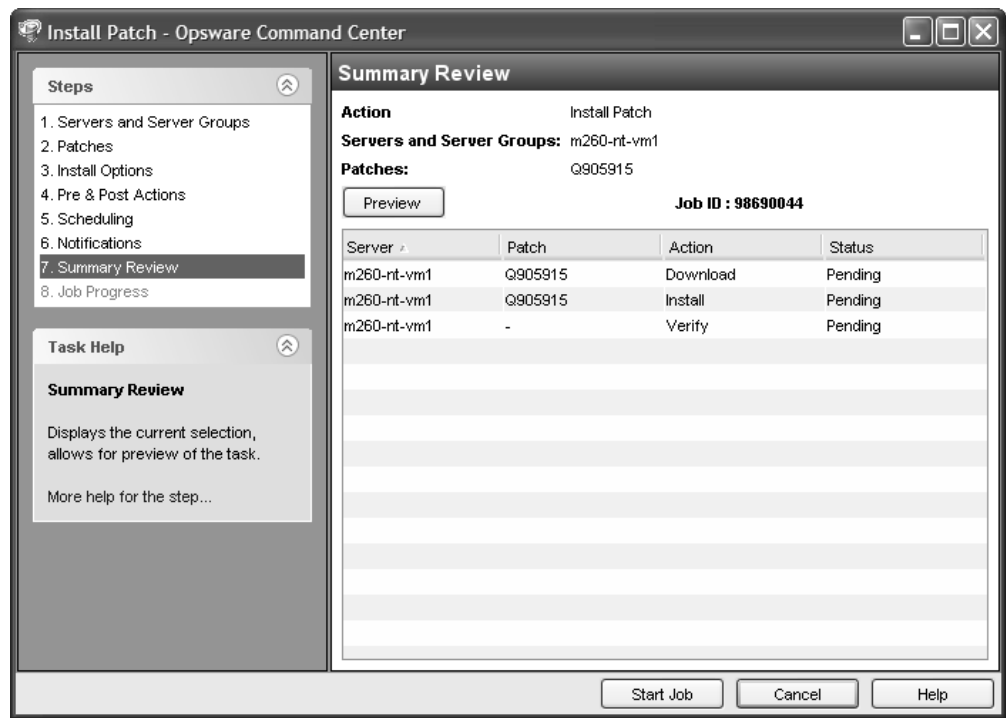 Install Patch - Opsware Command Center
Steps
1. Servers and Server Groups
2. Patches
3. Install Options
4. Pre & Post Actions
5. Scheduling
6. Notifications
7. Summary Review
8. Job Progress
Task Help
Summary Review
Displays the current selection,
allows for preview of the task.
More help for the step...
Summary Review
Action Install Patch
Servers and Server Groups: m260-nt-vm1
Patches: Q905915
Preview Job ID : 98690044
Server Patch Action Status
m260-nt-vm1 Q905915 Download Pending
m260-nt-vm1 Q905915 Install Pending
m260-nt-vm1 - Verify Pending
Start Job Cancel Help